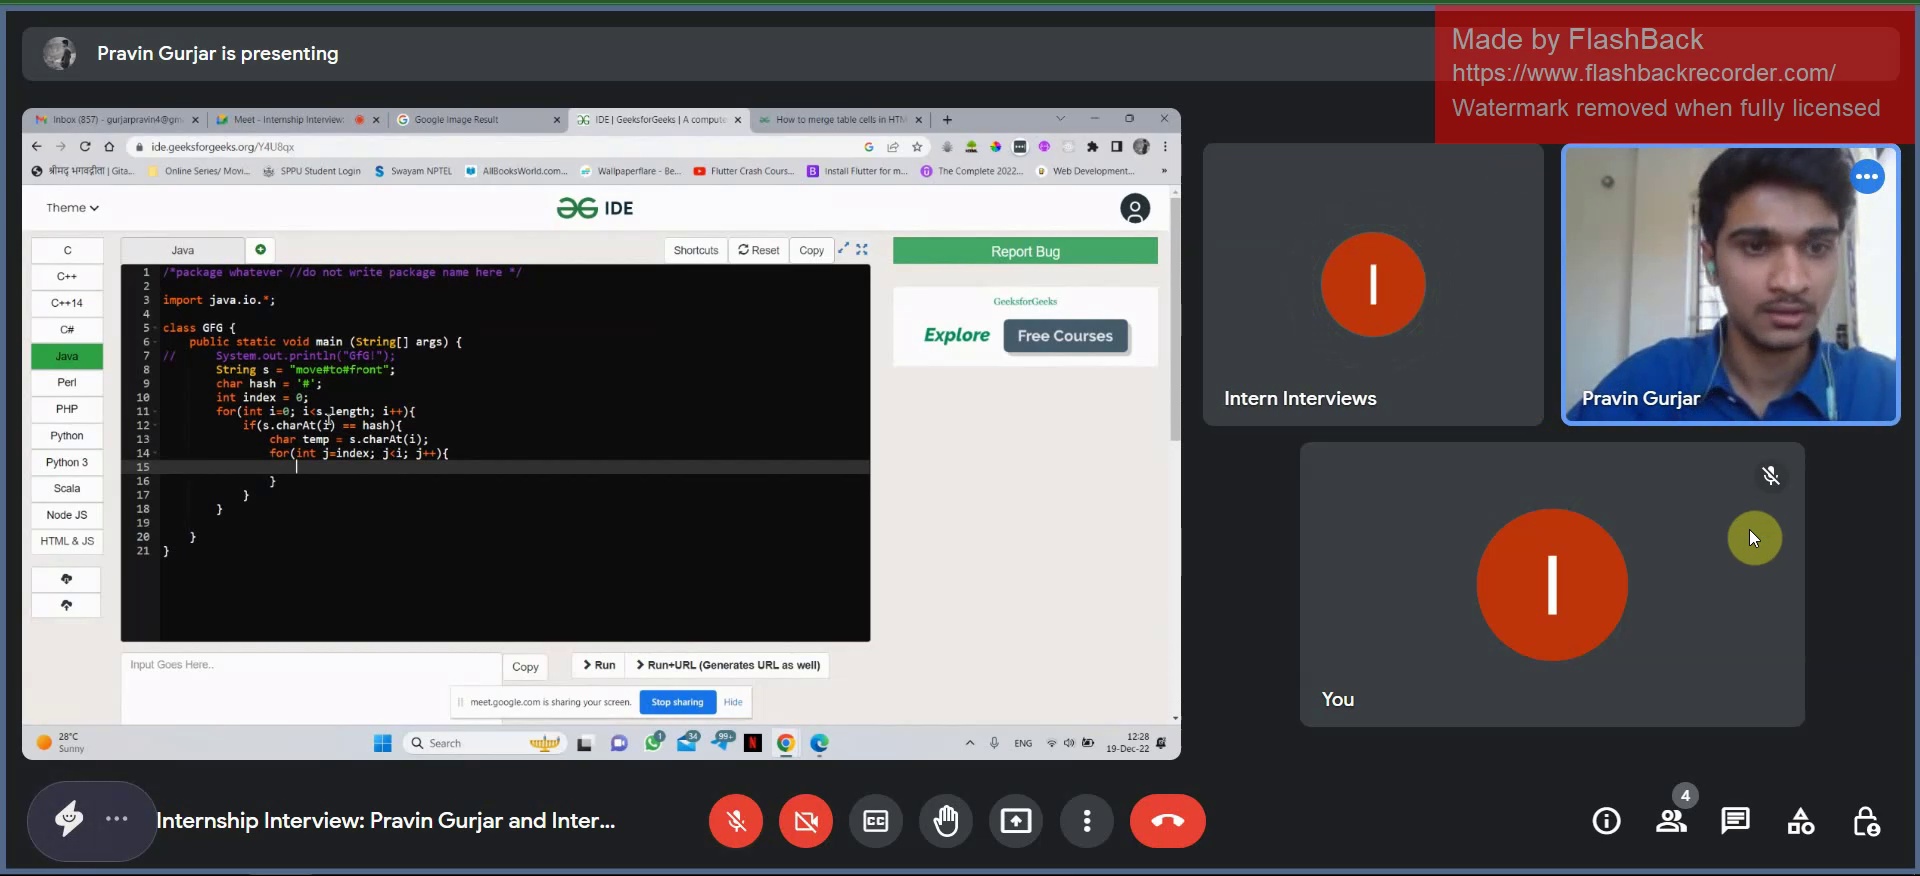 Pravin Gurjar is presenting
Made by FlashBack
https://www.flashbackrecorder.com/
Watermark removed when fully licensed
Inbox (857) - gurjarpravin4@gm
Meet - Internship Interview:
Google Image Result
IDE | GeeksforGeeks | A compute
How to merge table cells in HTM
ide.geeksforgeeks.org/Y4U8qx
श्रीमद् भगवद्गीता | Gita...
Online Series/ Movi...
SPPU Student Login
Swayam NPTEL
AllBooksWorld.com...
Wallpaperflare - Be...
Flutter Crash Cours...
Install Flutter for m...
The Complete 2022...
Web Development...
»
Theme
IDE
C
C++
C++14
C#
Java
Perl
PHP
Python
Python 3
Scala
Node JS
HTML & JS
Java
Shortcuts
Reset
Copy
1 /*package whatever //do not write package name here */
2
3 import java.io.*;
4
5 class GFG {
6 public static void main (String[] args) {
7 // System.out.println("GfG!");
8 String s = "move#to#front";
9 char hash = '#';
10 int index = 0;
11 for(int i=0; i<s.length; i++){
12 if(s.charAt(i) == hash){
13 char temp = s.charAt(i);
14 for(int j=index; j<i; j++){
15
16 }
17 }
18 }
19
20 }
21 }
Report Bug
GeeksforGeeks
Explore Free Courses
Input Goes Here..
Copy
Run
Run+URL (Generates URL as well)
meet.google.com is sharing your screen.
Stop sharing
Hide
28°C
Sunny
Search
1
34
99+
N
ENG
12:28
19-Dec-22
I
Intern Interviews
Pravin Gurjar
I
You
Internship Interview: Pravin Gurjar and Inter...
CC
4